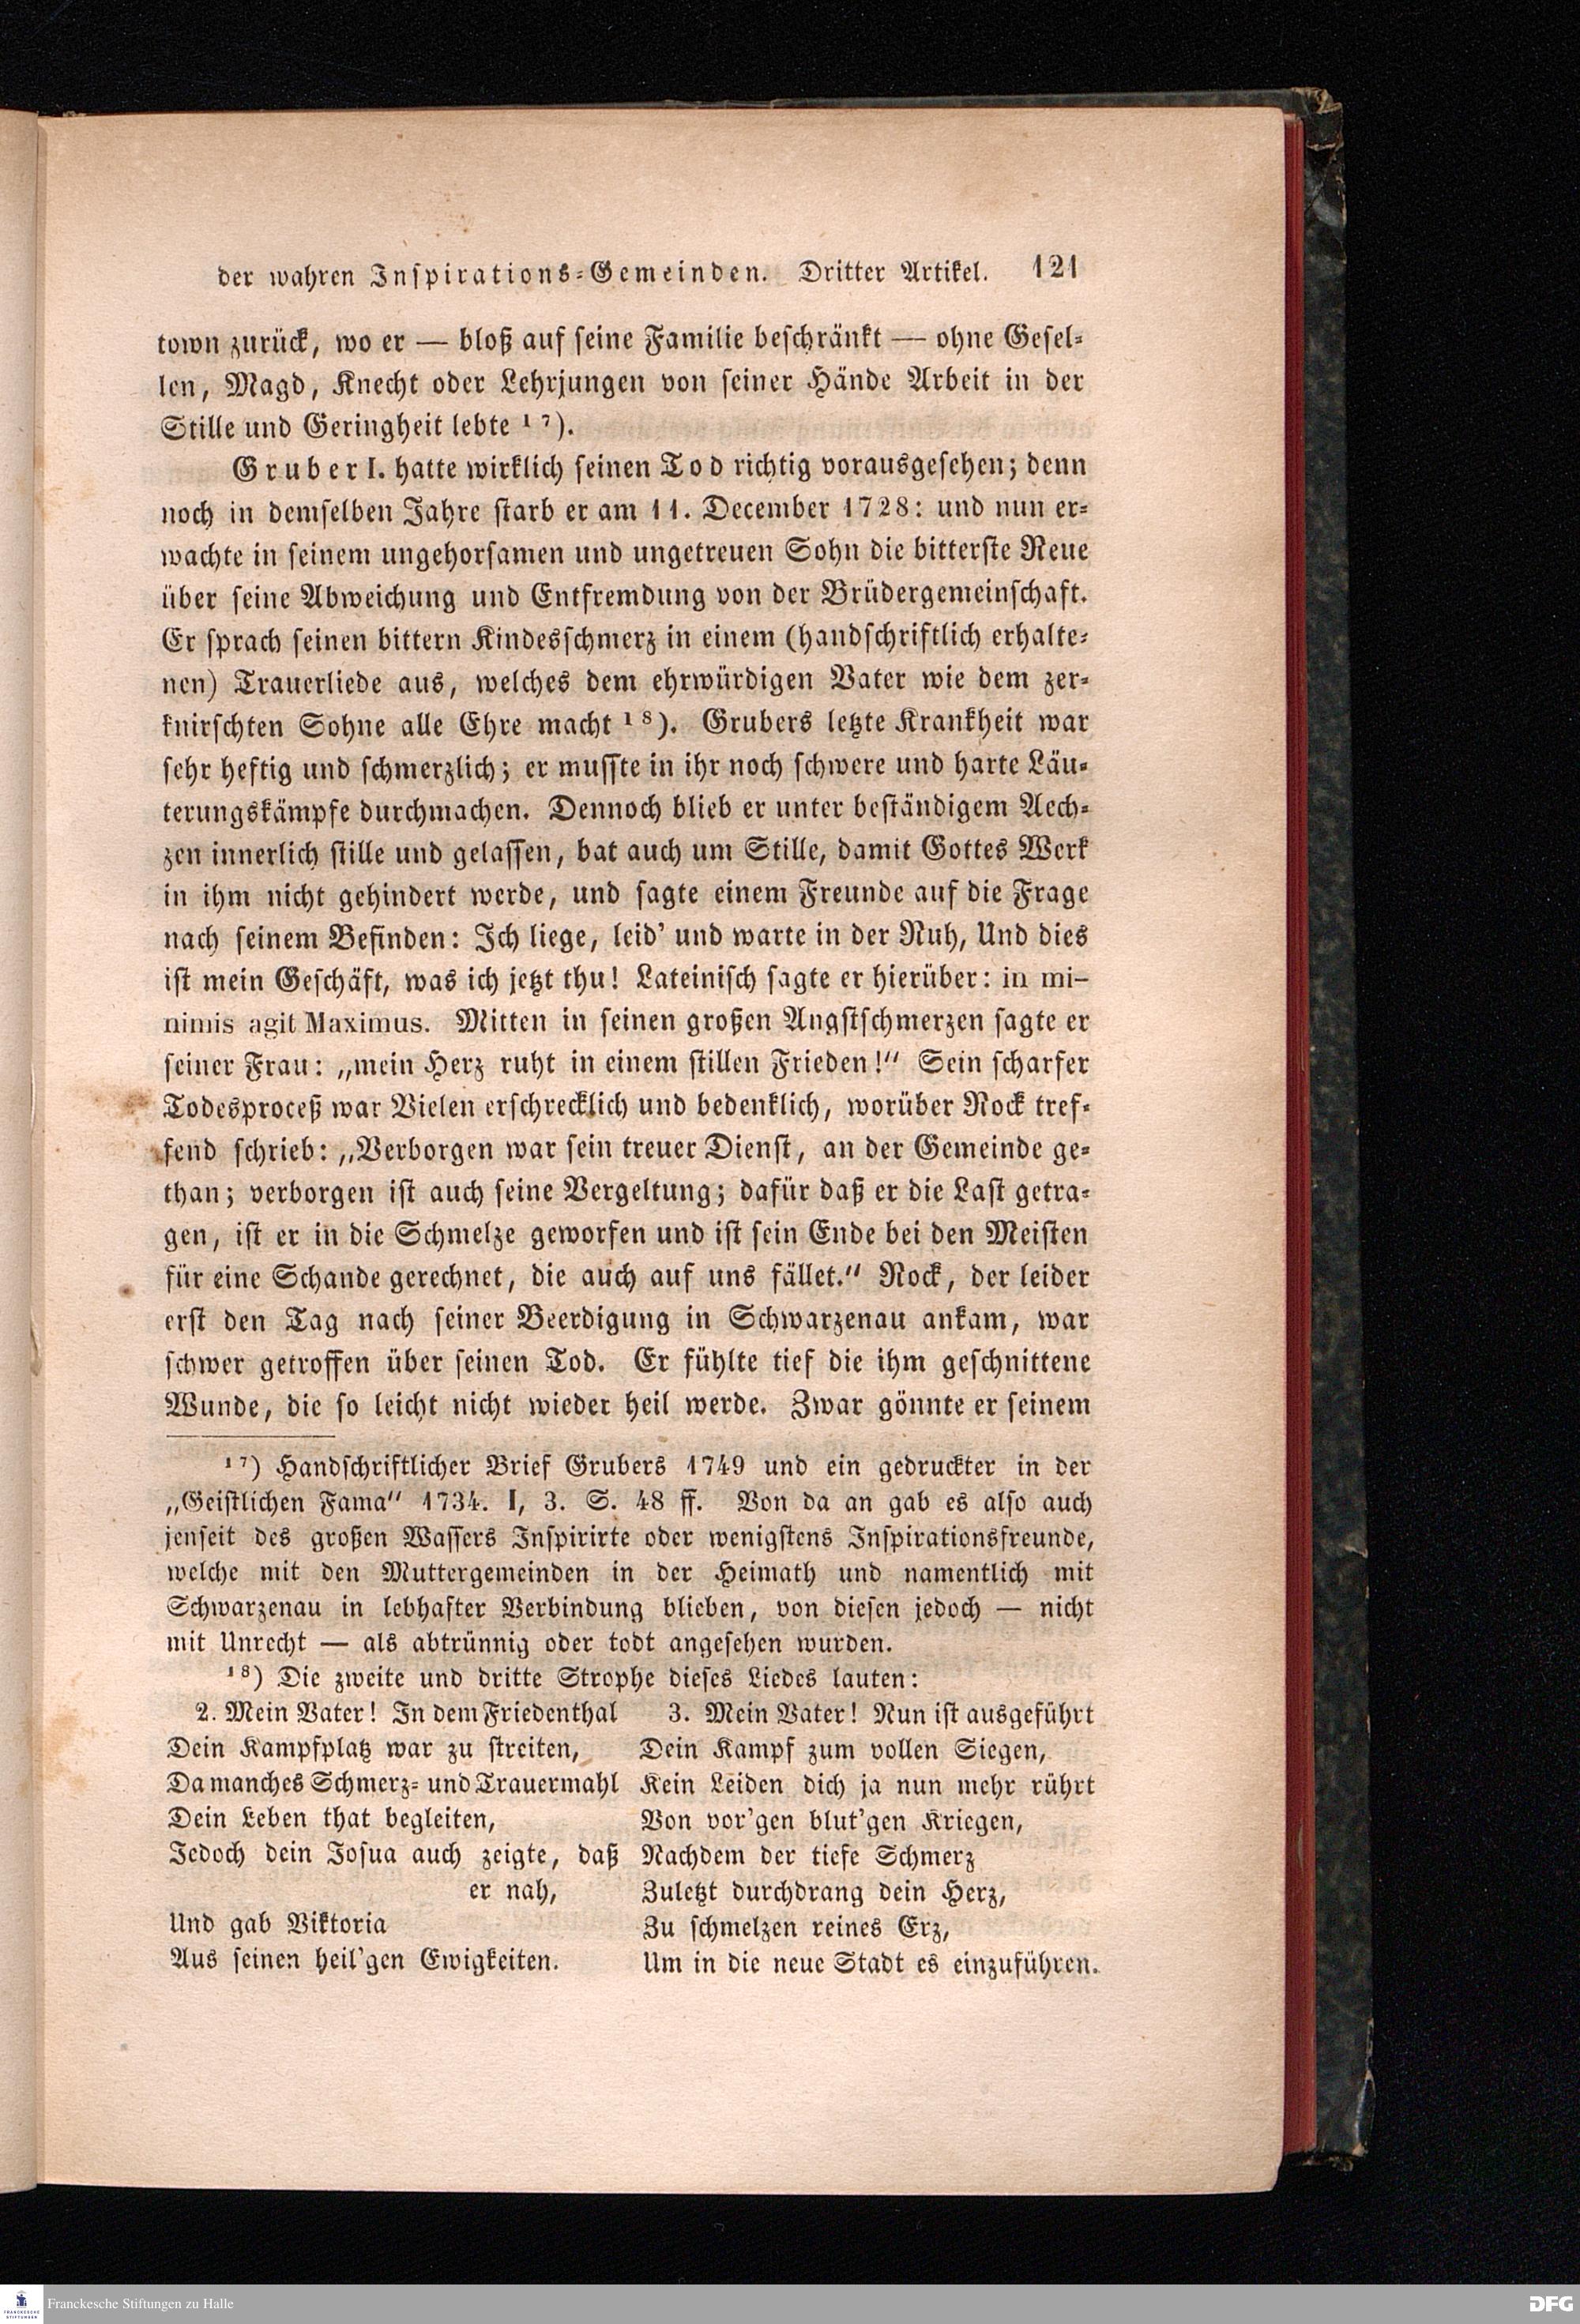 der wahren Inspirations-Gemeinden. Dritter Artikel. 121
town zurück, wo er — bloß auf seine Familie beschränkt — ohne Gesel-
len, Magd, Knecht oder Lehrjungen von seiner Hände Arbeit in der
Stille und Geringheit lebte ¹⁷).
Gruber I. hatte wirklich seinen Tod richtig vorausgesehen; denn
noch in demselben Jahre starb er am 11. December 1728: und nun er-
wachte in seinem ungehorsamen und ungetreuen Sohn die bitterste Reue
über seine Abweichung und Entfremdung von der Brüdergemeinschaft.
Er sprach seinen bittern Kindesschmerz in einem (handschriftlich erhalte-
nen) Trauerliede aus, welches dem ehrwürdigen Vater wie dem zer-
knirschten Sohne alle Ehre macht ¹⁸). Grubers letzte Krankheit war
sehr heftig und schmerzlich; er musste in ihr noch schwere und harte Läu-
terungskämpfe durchmachen. Dennoch blieb er unter beständigem Aech-
zen innerlich stille und gelassen, bat auch um Stille, damit Gottes Werk
in ihm nicht gehindert werde, und sagte einem Freunde auf die Frage
nach seinem Befinden: Ich liege, leid' und warte in der Ruh, Und dies
ist mein Geschäft, was ich jetzt thu! Lateinisch sagte er hierüber: in mi-
nimis agit Maximus. Mitten in seinen großen Angstschmerzen sagte er
seiner Frau: „mein Herz ruht in einem stillen Frieden!“ Sein scharfer
Todesproceß war Vielen erschrecklich und bedenklich, worüber Rock tref-
fend schrieb: „Verborgen war sein treuer Dienst, an der Gemeinde ge-
than; verborgen ist auch seine Vergeltung; dafür daß er die Last getra-
gen, ist er in die Schmelze geworfen und ist sein Ende bei den Meisten
für eine Schande gerechnet, die auch auf uns fället.“ Rock, der leider
erst den Tag nach seiner Beerdigung in Schwarzenau ankam, war
schwer getroffen über seinen Tod. Er fühlte tief die ihm geschnittene
Wunde, die so leicht nicht wieder heil werde. Zwar gönnte er seinem
¹⁷) Handschriftlicher Brief Grubers 1749 und ein gedruckter in der
„Geistlichen Fama“ 1734. I, 3. S. 48 ff. Von da an gab es also auch
jenseit des großen Wassers Inspirirte oder wenigstens Inspirationsfreunde,
welche mit den Muttergemeinden in der Heimath und namentlich mit
Schwarzenau in lebhafter Verbindung blieben, von diesen jedoch — nicht
mit Unrecht — als abtrünnig oder todt angesehen wurden.
¹⁸) Die zweite und dritte Strophe dieses Liedes lauten:
2. Mein Vater! In dem Friedenthal
Dein Kampfplatz war zu streiten,
Da manches Schmerz- und Trauermahl
Dein Leben that begleiten,
Jedoch dein Josua auch zeigte, daß
er nah,
Und gab Viktoria
Aus seinen heil'gen Ewigkeiten.
3. Mein Vater! Nun ist ausgeführt
Dein Kampf zum vollen Siegen,
Kein Leiden dich ja nun mehr rührt
Von vor'gen blut'gen Kriegen,
Nachdem der tiefe Schmerz
Zuletzt durchdrang dein Herz,
Zu schmelzen reines Erz,
Um in die neue Stadt es einzuführen.
FRANCKESCHE
STIFTUNGEN
Franckesche Stiftungen zu Halle
DFG